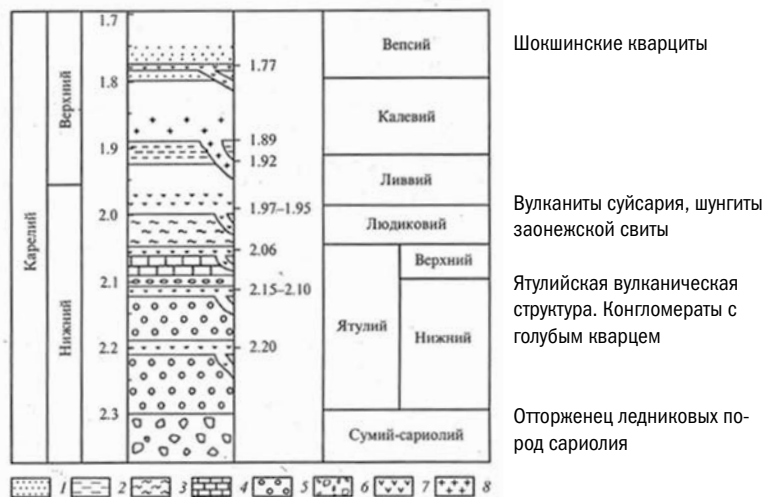 1.7
Вепсий
Шокшинские кварциты
1.77
1.8
Верхний
Калевий
1.89
1.9
1.92
Ливвий
1.97–1.95
2.0
Людиковий
Вулканиты суйсария, шунгиты
заонежской свиты
Карелий
2.06
Верхний
2.1
2.15–2.10
Ятулийская вулканическая
структура. Конгломераты с
голубым кварцем
Ятулий
Нижний
Нижний
2.2
2.20
2.3
Отторженец ледниковых по-
род сариолия
Сумий-сариолий
1 2 3 4 5 6 7 8